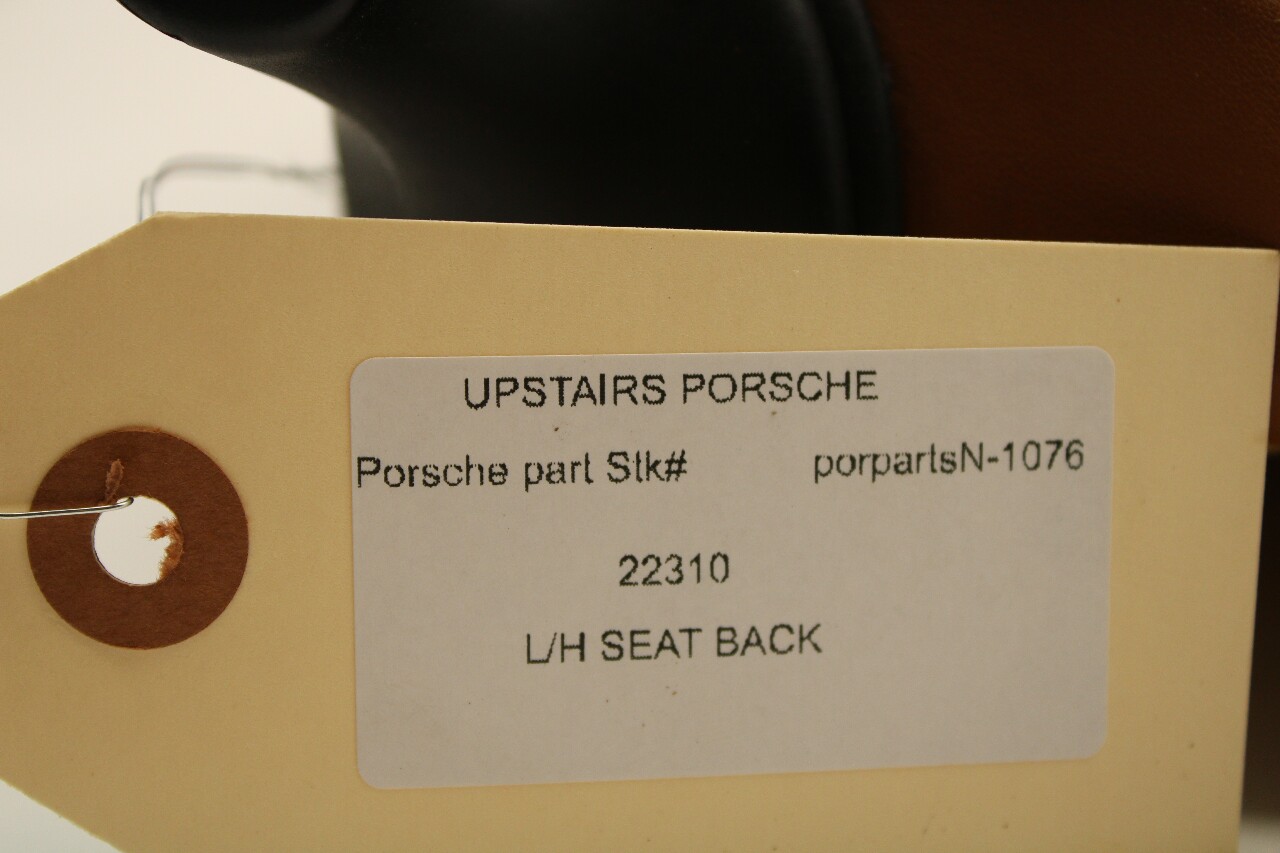 UPSTAIRS PORSCHE
Porsche part Stk# porpartsN-1076
22310
L/H SEAT BACK